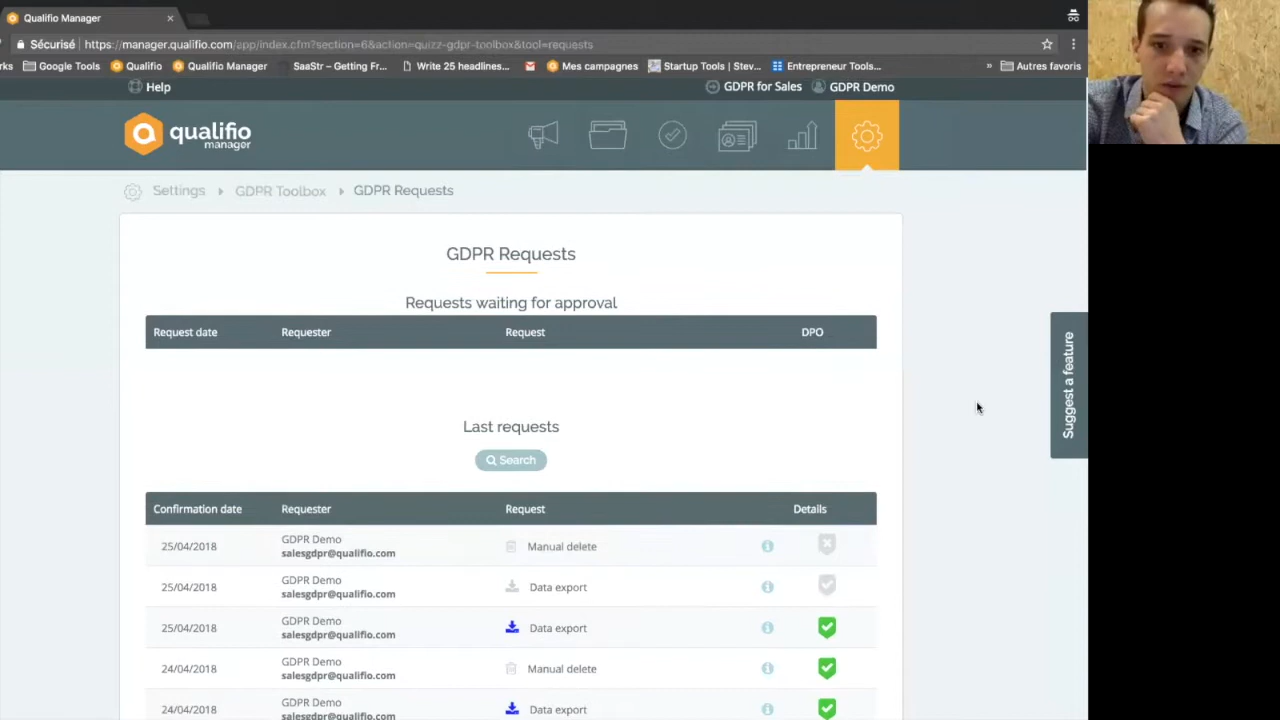 Qualifio Manager
Sécurisé https://manager.qualifio.com/app/index.cfm?section=6&action=quizz-gdpr-toolbox&tool=requests
rks Google Tools Qualifio Qualifio Manager SaaStr – Getting Fr... Write 25 headlines... Mes campagnes Startup Tools | Stev... Entrepreneur Tools... » Autres favoris
Help GDPR for Sales GDPR Demo
qualifio
manager
Settings GDPR Toolbox GDPR Requests
GDPR Requests
Requests waiting for approval
Request date Requester Request DPO
Suggest a feature
Last requests
Search
Confirmation date Requester Request Details
25/04/2018 GDPR Demo Manual delete
salesgdpr@qualifio.com
25/04/2018 GDPR Demo Data export
salesgdpr@qualifio.com
25/04/2018 GDPR Demo Data export
salesgdpr@qualifio.com
24/04/2018 GDPR Demo Manual delete
salesgdpr@qualifio.com
24/04/2018 GDPR Demo Data export
salesgdpr@qualifio.com